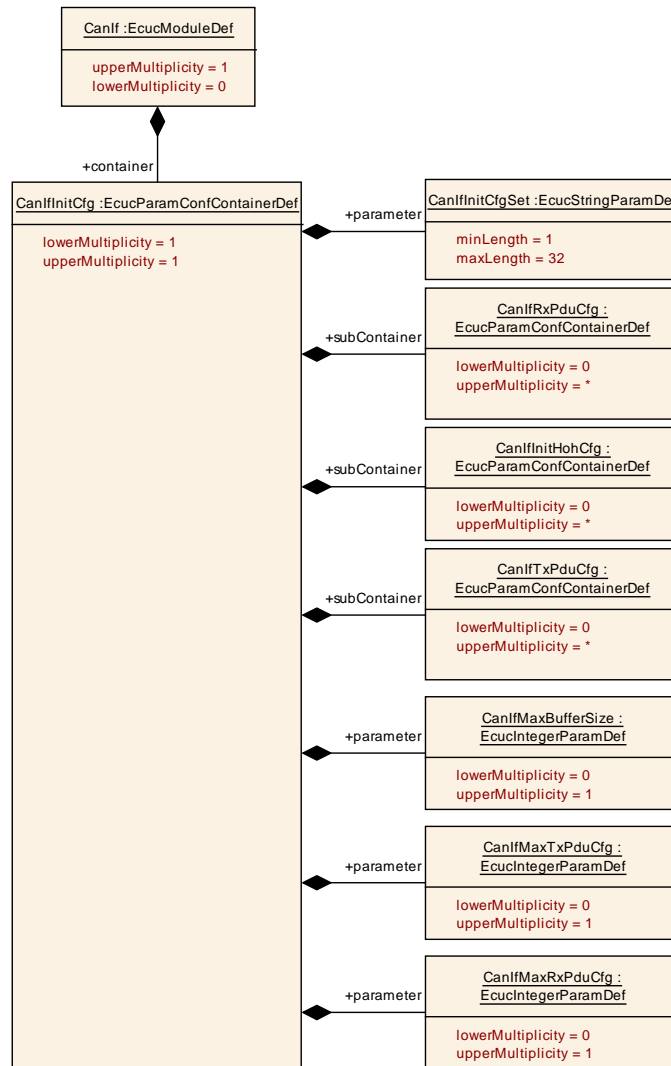 CanIf :EcucModuleDef
upperMultiplicity = 1
lowerMultiplicity = 0
+container
CanIfInitCfg :EcucParamConfContainerDef
lowerMultiplicity = 1
upperMultiplicity = 1
+parameter
CanIfInitCfgSet :EcucStringParamDe
minLength = 1
maxLength = 32
+subContainer
CanIfRxPduCfg :
EcucParamConfContainerDef
lowerMultiplicity = 0
upperMultiplicity = *
+subContainer
CanIfInitHohCfg :
EcucParamConfContainerDef
lowerMultiplicity = 0
upperMultiplicity = *
+subContainer
CanIfTxPduCfg :
EcucParamConfContainerDef
lowerMultiplicity = 0
upperMultiplicity = *
+parameter
CanIfMaxBufferSize :
EcucIntegerParamDef
lowerMultiplicity = 0
upperMultiplicity = 1
+parameter
CanIfMaxTxPduCfg :
EcucIntegerParamDef
lowerMultiplicity = 0
upperMultiplicity = 1
+parameter
CanIfMaxRxPduCfg :
EcucIntegerParamDef
lowerMultiplicity = 0
upperMultiplicity = 1